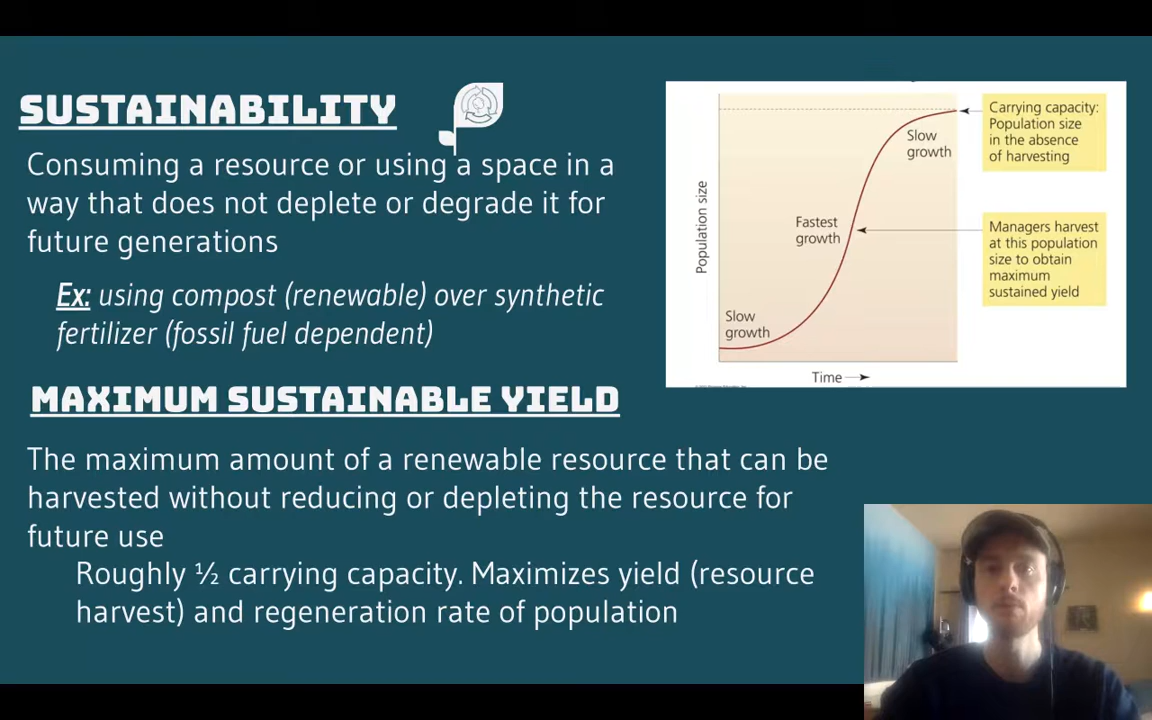 SUSTAINABILITY
Consuming a resource or using a space in a
way that does not deplete or degrade it for
future generations
Ex: using compost (renewable) over synthetic
fertilizer (fossil fuel dependent)
MAXIMUM SUSTAINABLE YIELD
The maximum amount of a renewable resource that can be
harvested without reducing or depleting the resource for
future use
Roughly ½ carrying capacity. Maximizes yield (resource
harvest) and regeneration rate of population
Population size
Slow
growth
Fastest
growth
Slow
growth
Time
Carrying capacity:
Population size
in the absence
of harvesting
Managers harvest
at this population
size to obtain
maximum
sustained yield